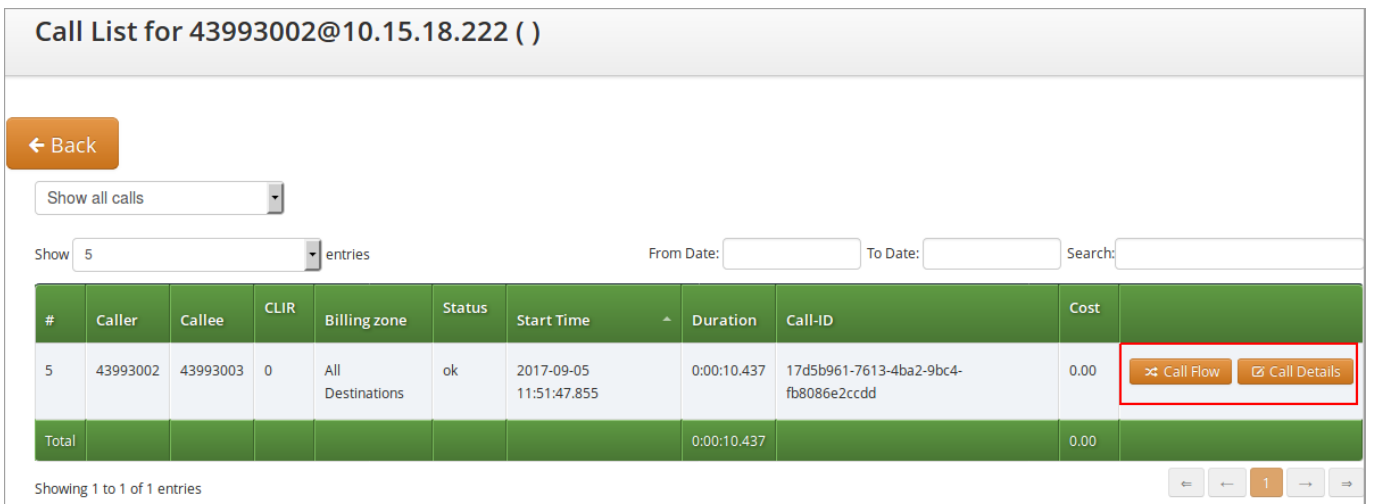 Call List for 43993002@10.15.18.222 ( )
Back
Show all calls
Show 5 entries From Date: To Date: Search:
# Caller Callee CLIR Billing zone Status Start Time Duration Call-ID Cost
5 43993002 43993003 0 All ok 2017-09-05 0:00:10.437 17d5b961-7613-4ba2-9bc4- 0.00 Call Flow Call Details
Destinations 11:51:47.855 fb8086e2ccdd
Total 0:00:10.437 0.00
Showing 1 to 1 of 1 entries ⇐ ← 1 → ⇒